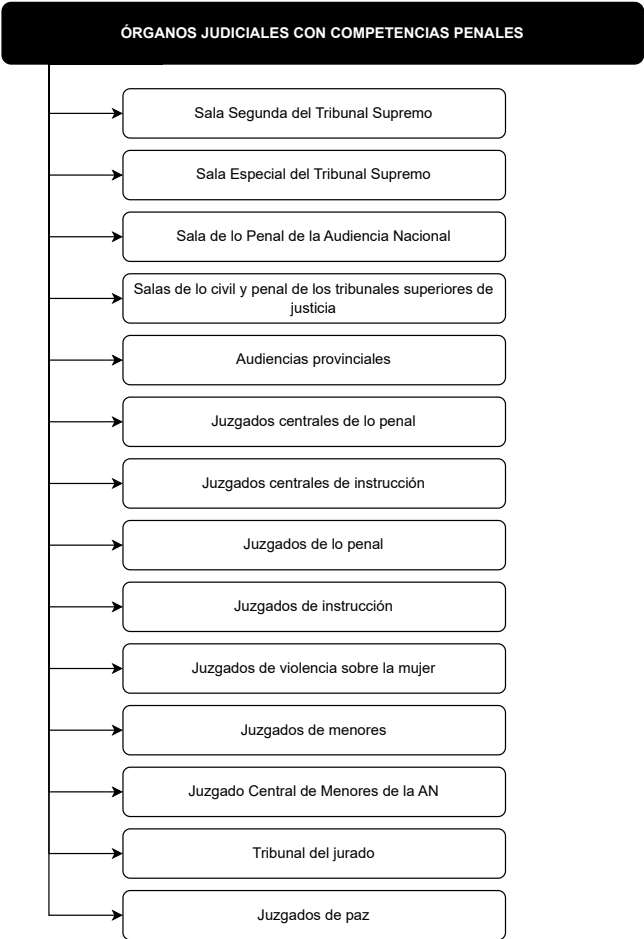 ÓRGANOS JUDICIALES CON COMPETENCIAS PENALES
Sala Segunda del Tribunal Supremo
Sala Especial del Tribunal Supremo
Sala de lo Penal de la Audiencia Nacional
Salas de lo civil y penal de los tribunales superiores de
justicia
Audiencias provinciales
Juzgados centrales de lo penal
Juzgados centrales de instrucción
Juzgados de lo penal
Juzgados de instrucción
Juzgados de violencia sobre la mujer
Juzgados de menores
Juzgado Central de Menores de la AN
Tribunal del jurado
Juzgados de paz